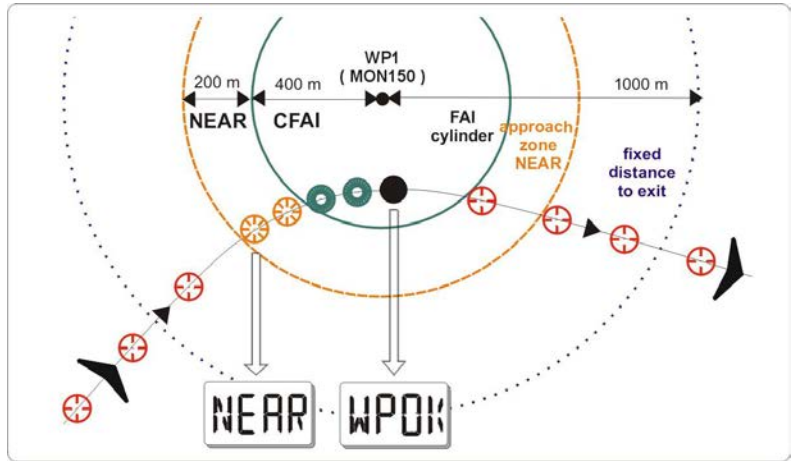 200 m
400 m
WP1
( MON150 )
1000 m
NEAR
CFAI
FAI
cylinder
approach
zone
NEAR
fixed
distance
to exit
NEAR
WPOK